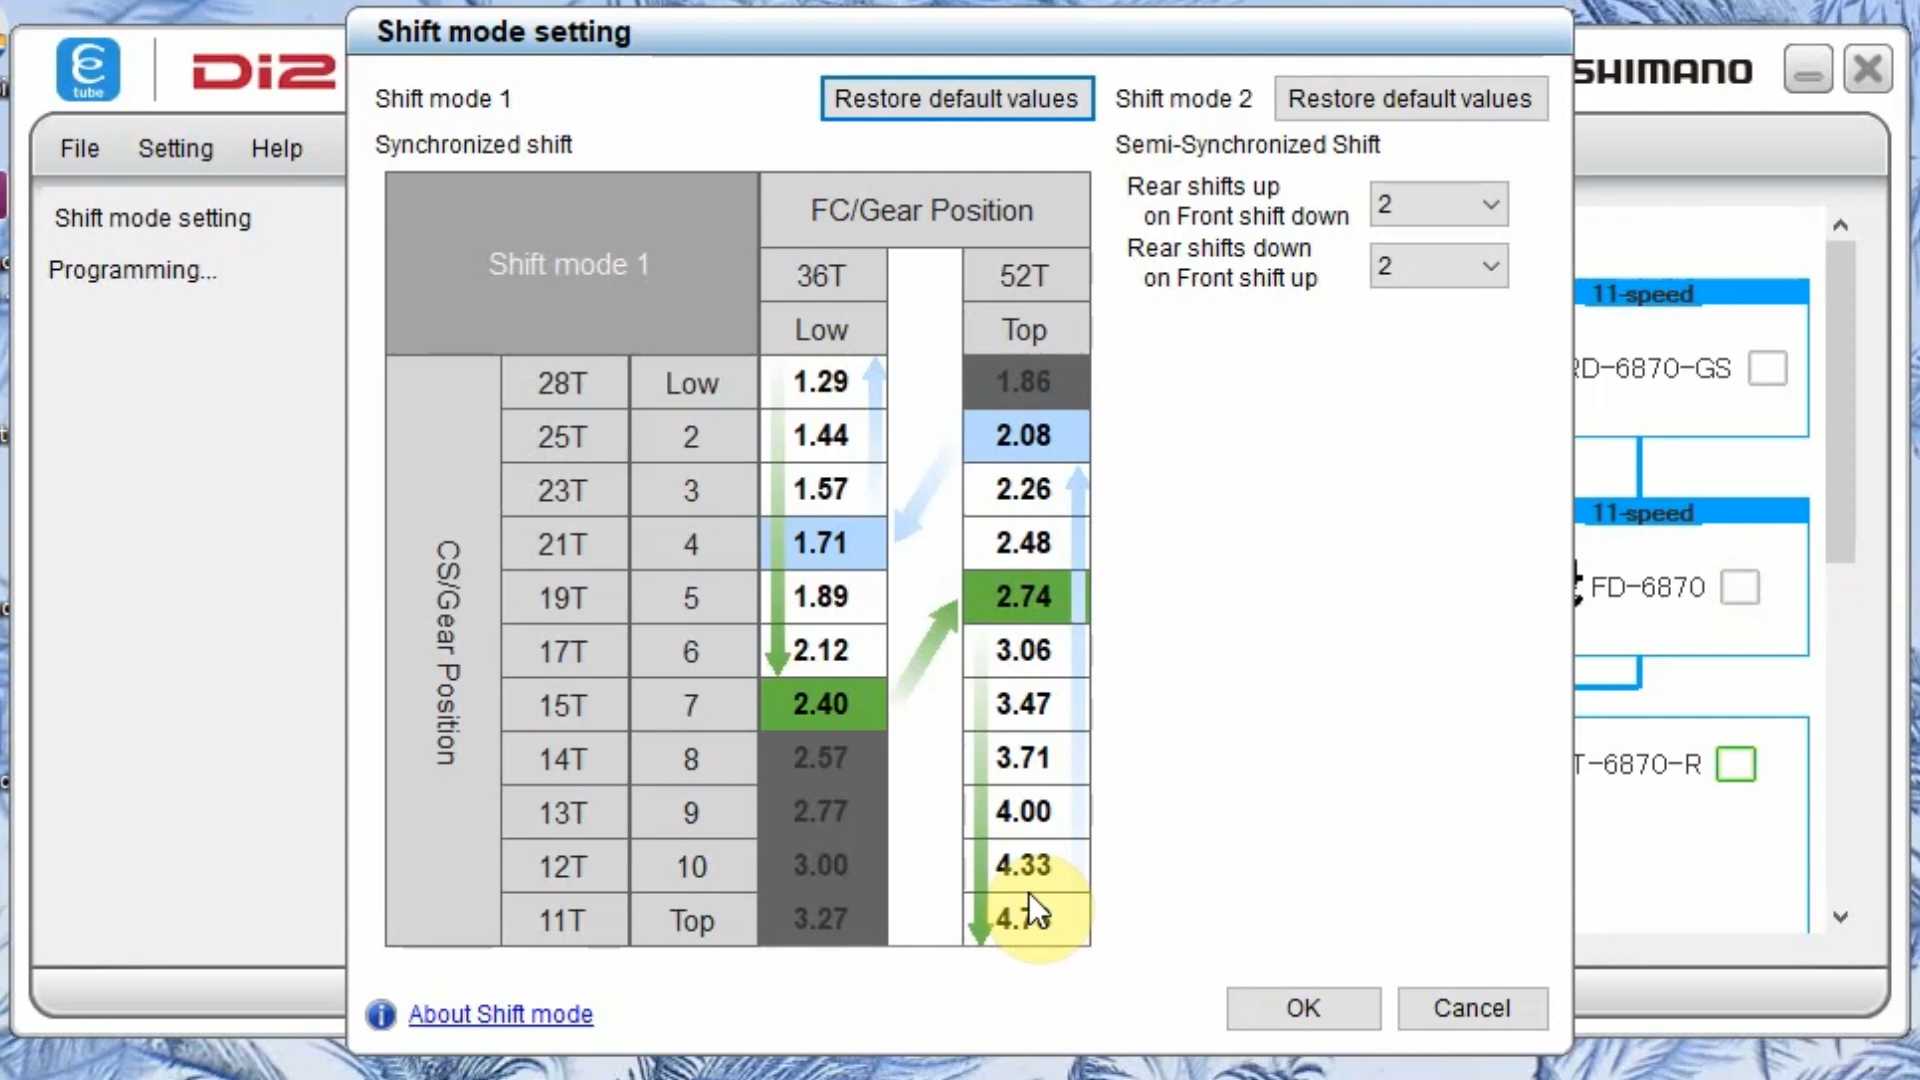 Shift mode setting
e
tube
Di2
SHIMANO
File Setting Help
Shift mode setting
Programming...
Shift mode 1 Restore default values
Synchronized shift
Shift mode 1 FC/Gear Position
36T 52T
Low Top
CS/Gear Position
28T Low 1.29 1.86
25T 2 1.44 2.08
23T 3 1.57 2.26
21T 4 1.71 2.48
19T 5 1.89 2.74
17T 6 2.12 3.06
15T 7 2.40 3.47
14T 8 2.57 3.71
13T 9 2.77 4.00
12T 10 3.00 4.33
11T Top 3.27
Shift mode 2 Restore default values
Semi-Synchronized Shift
Rear shifts up
on Front shift down 2
Rear shifts down
on Front shift up 2
11-speed
RD-6870-GS
11-speed
FD-6870
T-6870-R
About Shift mode
OK Cancel